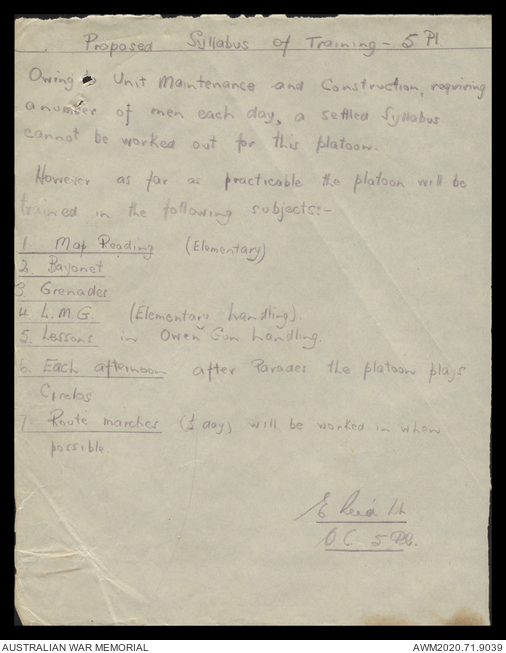 Proposed Syllabus of Training - 5 Pl.
Owing to Unit Maintenance and Construction, requiring
a number of men each day, a settled Syllabus
cannot be worked out for this platoon.
However as far as practicable the platoon will be
trained in the following subjects:-
1. Map Reading (Elementary)
2. Bayonet
3. Grenades
4. L.M.G. (Elementary handling).
5. Lessons in "Owen" Gun handling.
6. Each afternoon after Parades the platoon plays
Circlos
7. Route marches (½ day) will be worked in when
possible.
E Reid Lt
O.C. 5 Pl.
AUSTRALIAN WAR MEMORIAL
AWM2020.71.9039